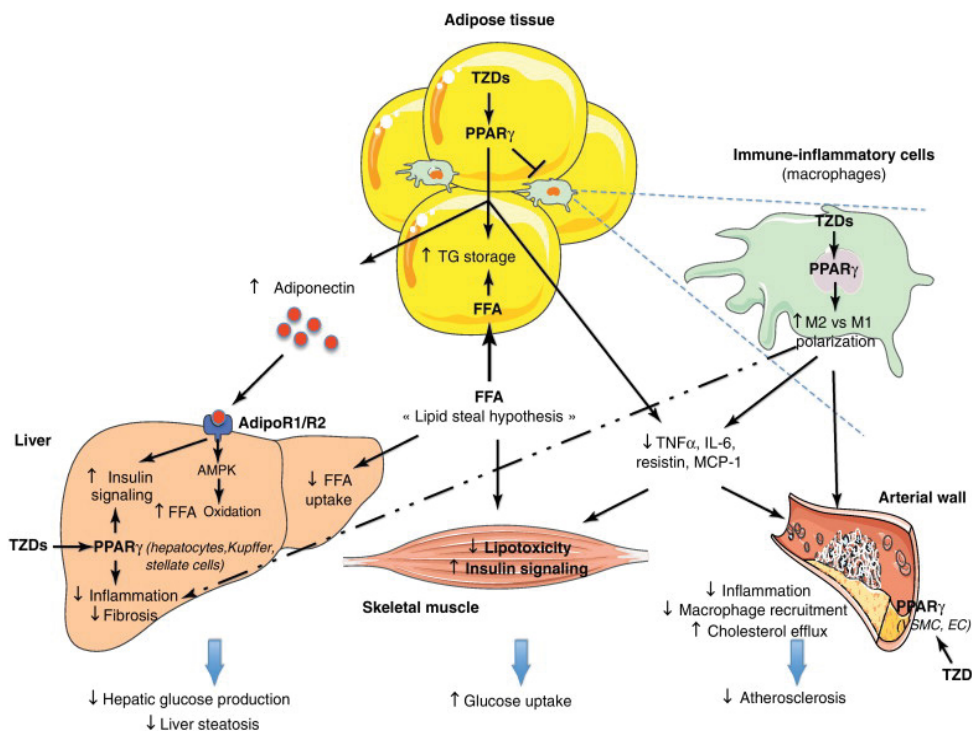 Adipose tissue
TZDs
PPARγ
↑ TG storage
FFA
Immune-inflammatory cells
(macrophages)
TZDs
PPARγ
↑ M2 vs M1
polarization
↑ Adiponectin
FFA
« Lipid steal hypothesis »
AdipoR1/R2
Liver
↑ Insulin
signaling
AMPK
↑ FFA Oxidation
↓ FFA
uptake
TZDs
PPARγ (hepatocytes,Kupffer,
stellate cells)
↓ Inflammation
↓ Fibrosis
↓ TNFα, IL-6,
resistin, MCP-1
↓ Lipotoxicity
↑ Insulin signaling
Skeletal muscle
Arterial wall
↓ Inflammation
↓ Macrophage recruitment
↑ Cholesterol efflux
PPARγ
(VSMC, EC)
TZD
↓ Hepatic glucose production
↓ Liver steatosis
↑ Glucose uptake
↓ Atherosclerosis